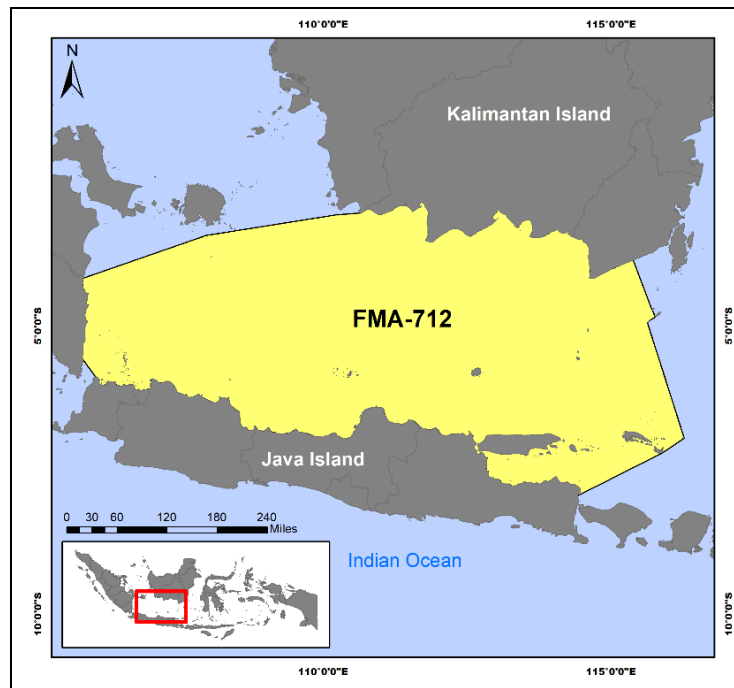 110°0'0"E 115°0'0"E
N
Kalimantan Island
5°0'0"S 5°0'0"S
FMA-712
Java Island
0 30 60 120 180 240
Miles
Indian Ocean
10°0'0"S 10°0'0"S
110°0'0"E 115°0'0"E